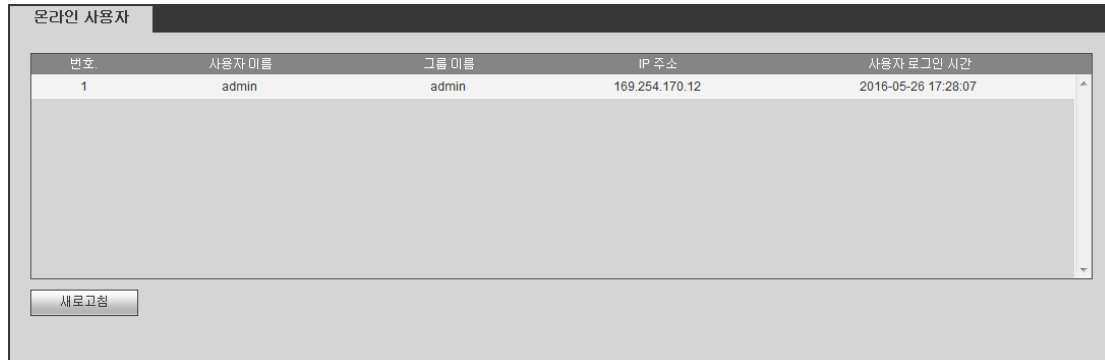 온라인 사용자
번호. 사용자 이름 그룹 이름 IP 주소 사용자 로그인 시간
1 admin admin 169.254.170.12 2016-05-26 17:28:07
새로고침